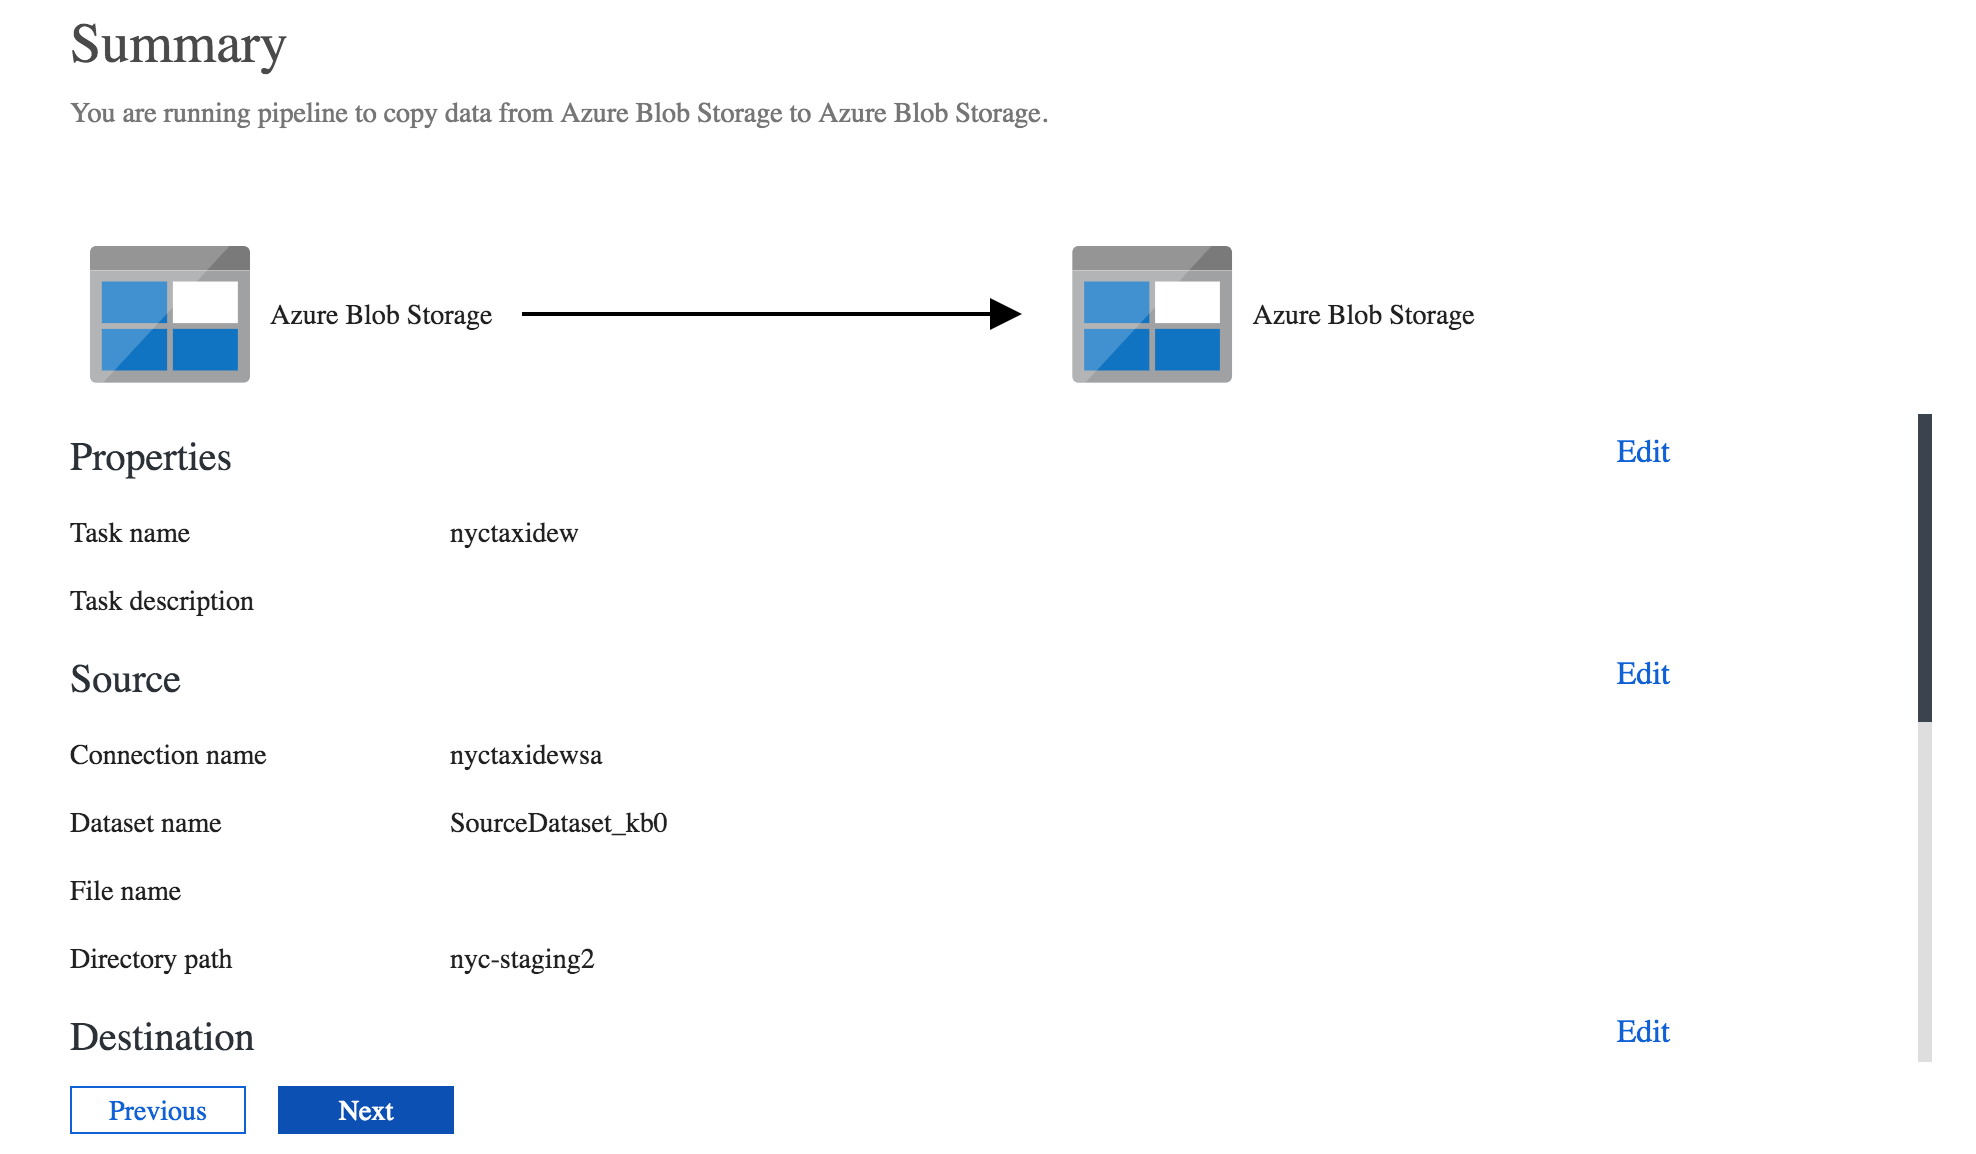 Summary
You are running pipeline to copy data from Azure Blob Storage to Azure Blob Storage.
Azure Blob Storage
Azure Blob Storage
Properties
Edit
Task name
nyctaxidew
Task description
Source
Edit
Connection name
nyctaxidewsa
Dataset name
SourceDataset_kb0
File name
Directory path
nyc-staging2
Destination
Edit
Previous
Next